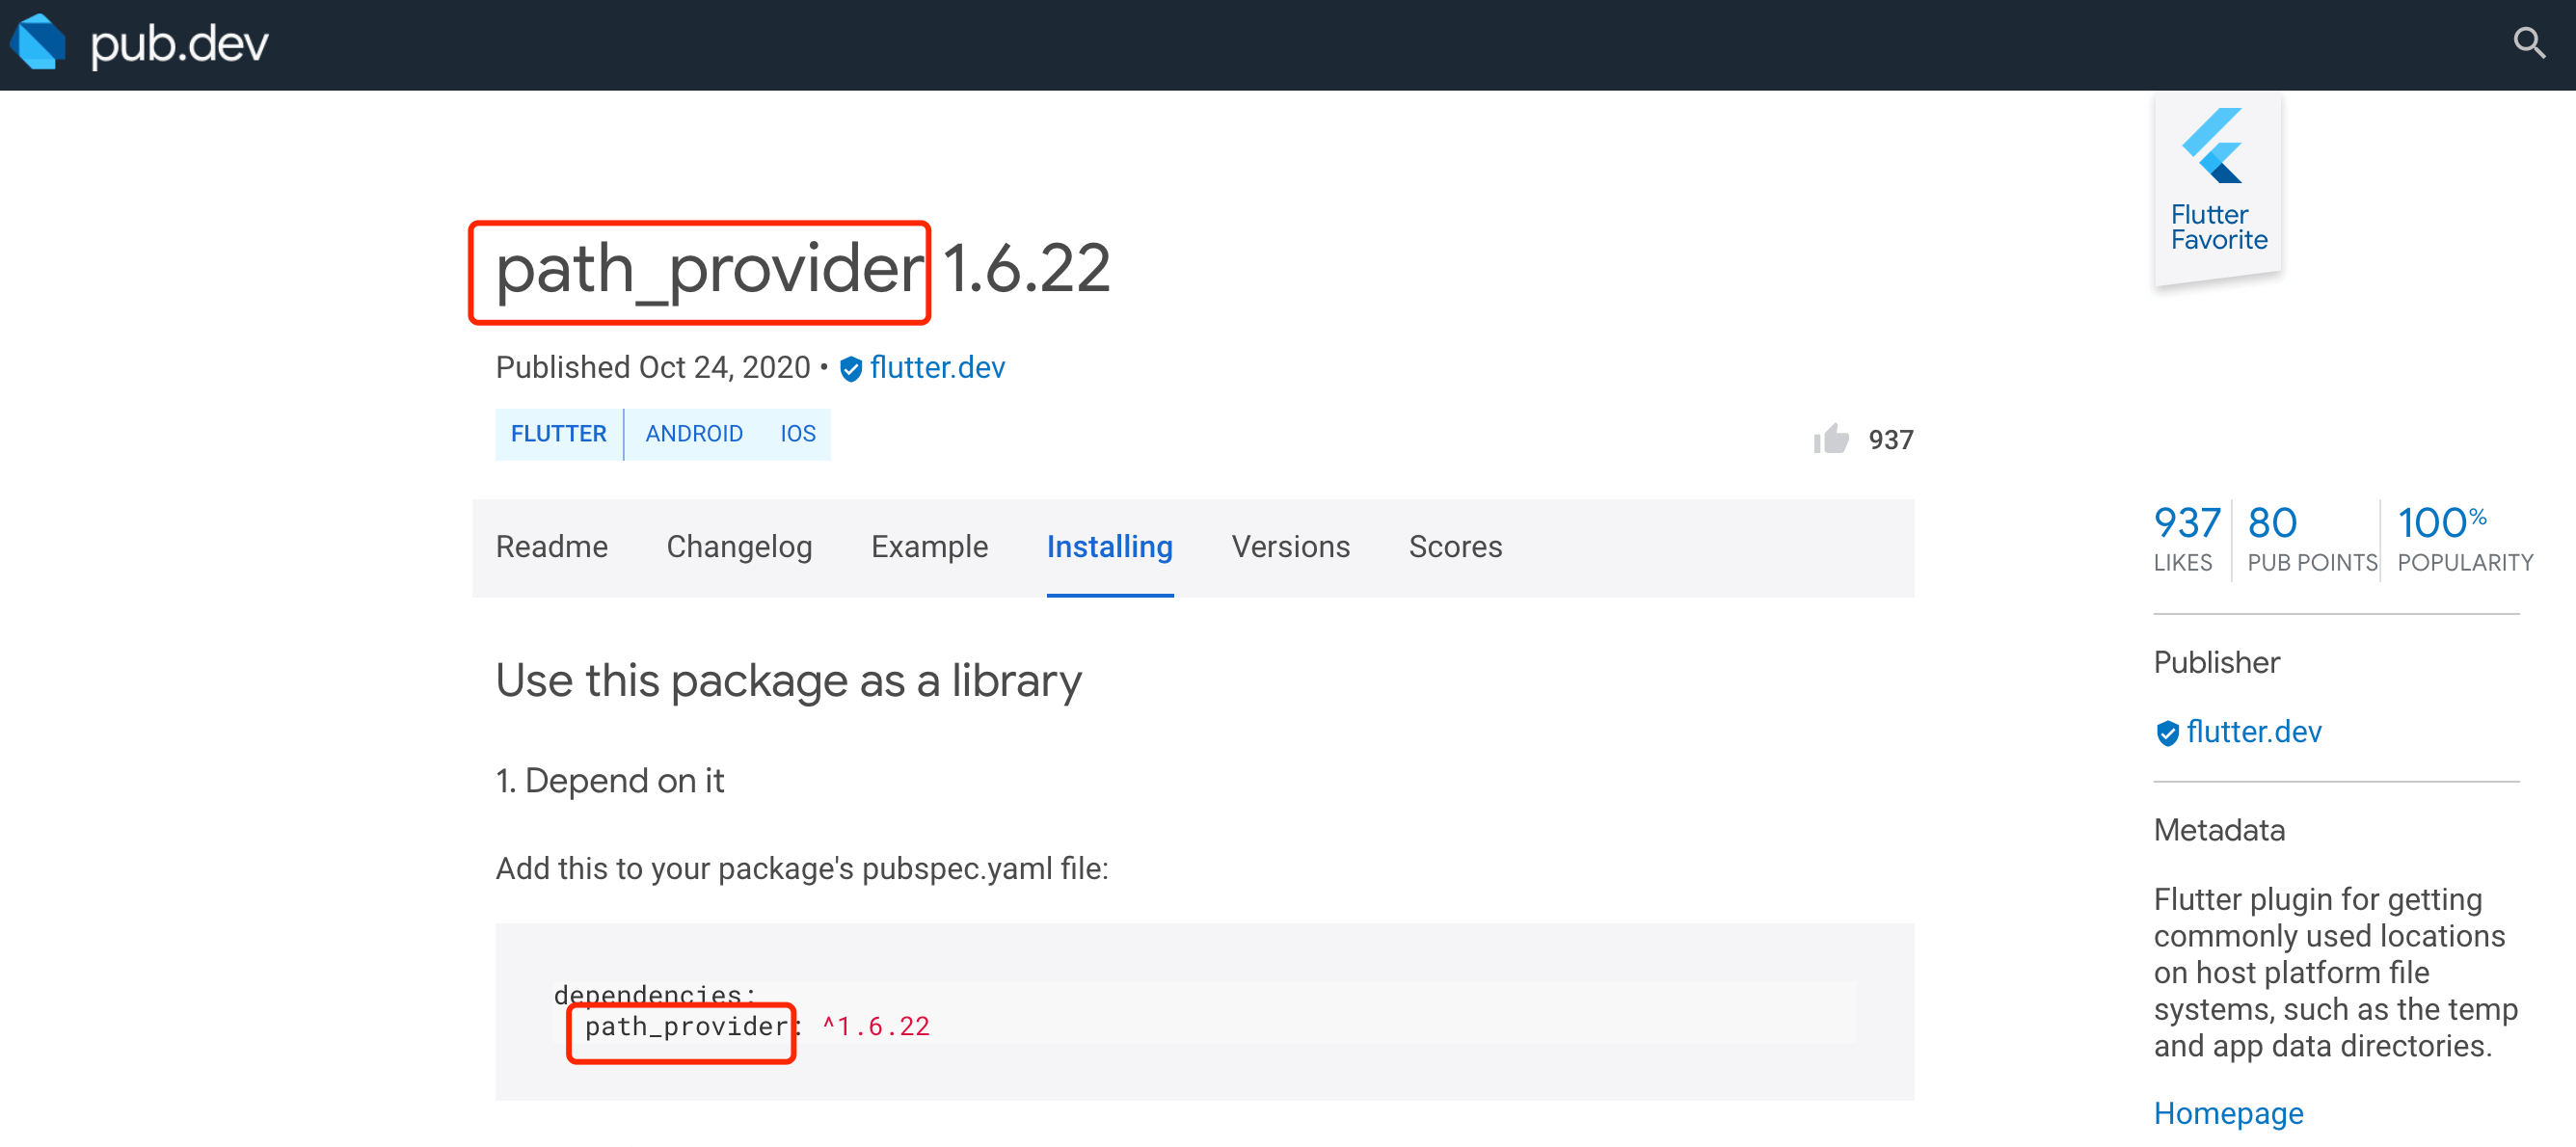 pub.dev
Flutter
Favorite
path_provider 1.6.22
Published Oct 24, 2020 • flutter.dev
FLUTTER ANDROID IOS
937
Readme Changelog Example Installing Versions Scores
Use this package as a library
1. Depend on it
Add this to your package's pubspec.yaml file:
dependencies:
path_provider: ^1.6.22
937 80 100%
LIKES PUB POINTS POPULARITY
Publisher
flutter.dev
Metadata
Flutter plugin for getting
commonly used locations
on host platform file
systems, such as the temp
and app data directories.
Homepage